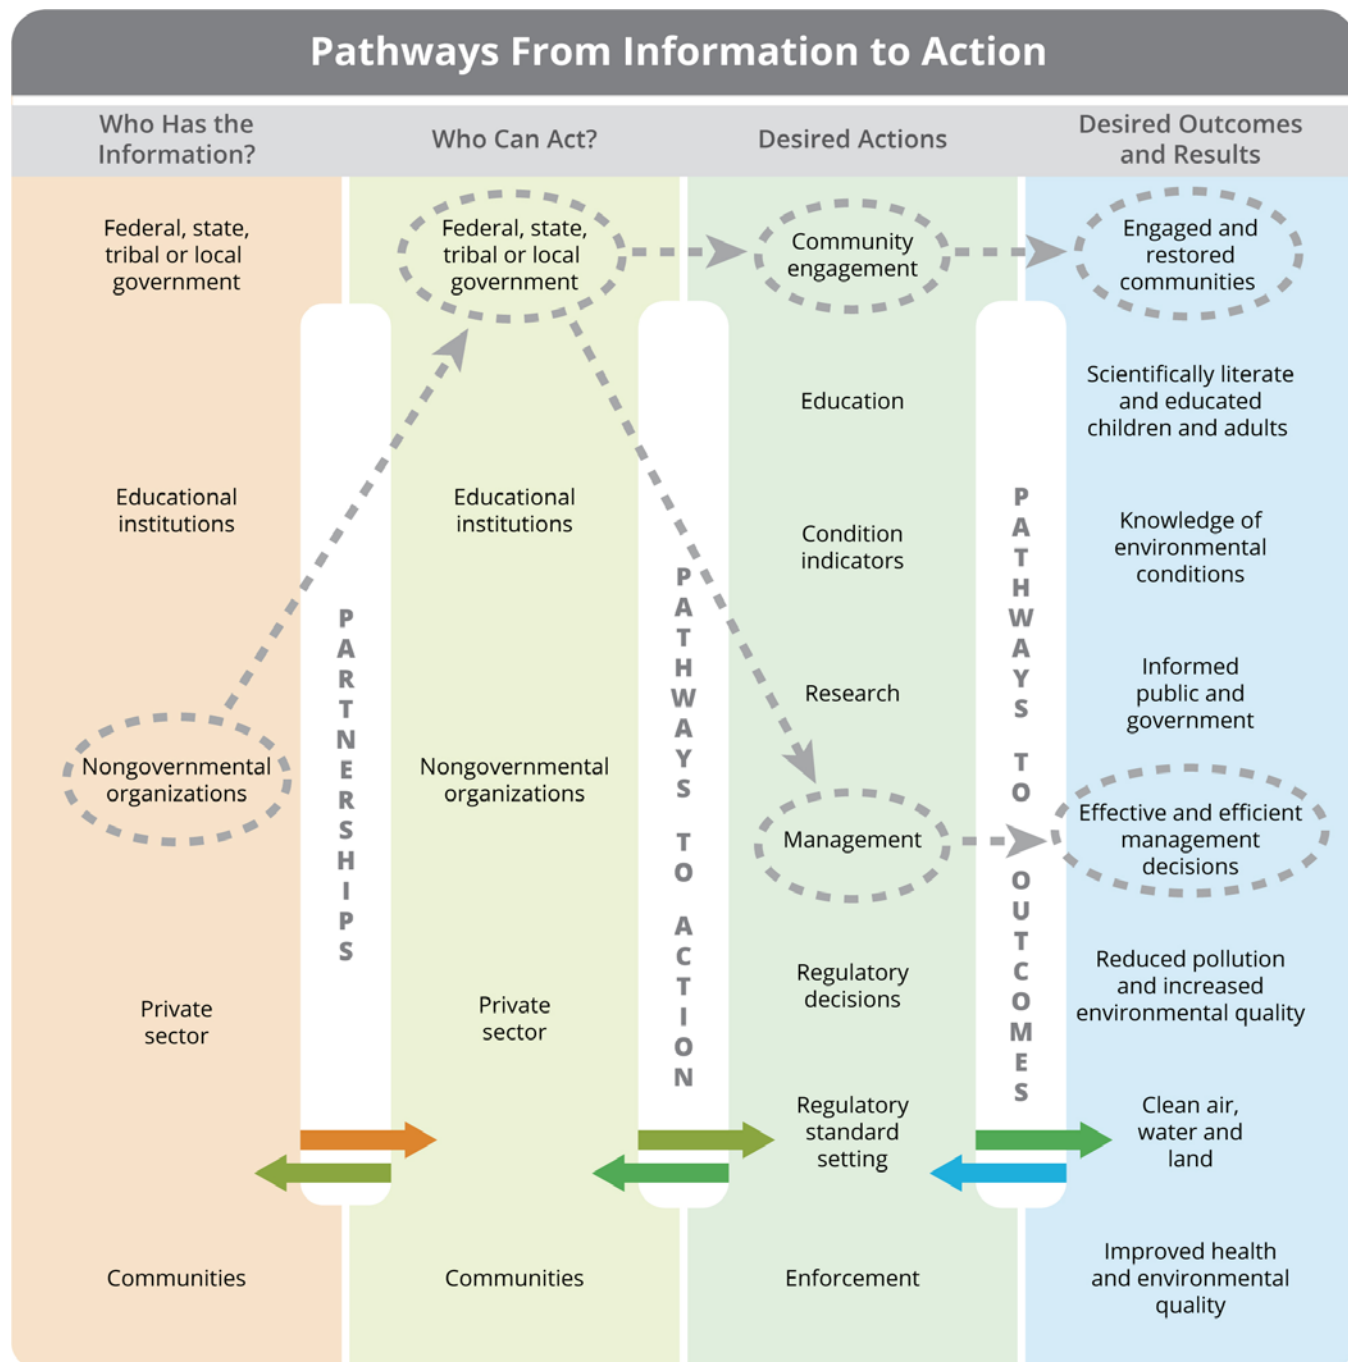 Pathways From Information to Action
Who Has the
Information?
Who Can Act?
Desired Actions
Desired Outcomes
and Results
Federal, state,
tribal or local
government
Educational
institutions
Nongovernmental
organizations
Private
sector
Communities
PARTNERSHIPS
Federal, state,
tribal or local
government
Educational
institutions
Nongovernmental
organizations
Private
sector
Communities
PATHWAYS TO ACTION
Community
engagement
Education
Condition
indicators
Research
Management
Regulatory
decisions
Regulatory
standard
setting
Enforcement
PATHWAYS TO OUTCOMES
Engaged and
restored
communities
Scientifically literate
and educated
children and adults
Knowledge of
environmental
conditions
Informed
public and
government
Effective and efficient
management
decisions
Reduced pollution
and increased
environmental quality
Clean air,
water and
land
Improved health
and environmental
quality